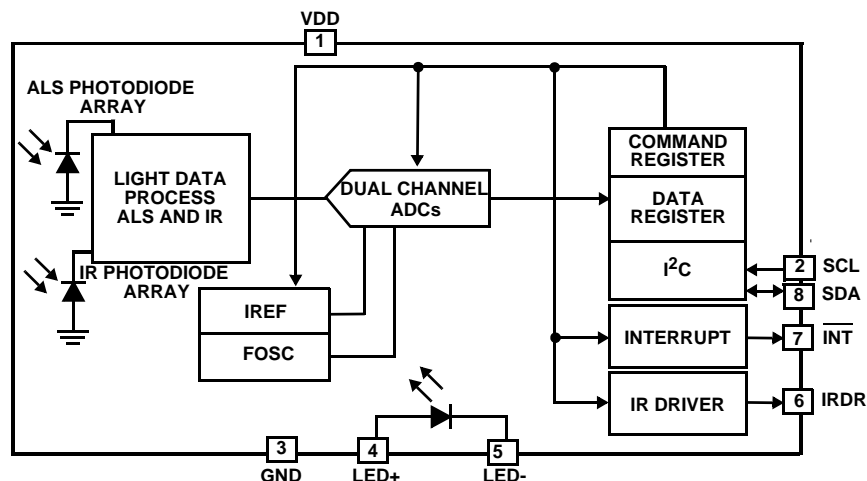 VDD
1
ALS PHOTODIODE
ARRAY
LIGHT DATA
PROCESS
ALS AND IR
DUAL CHANNEL
ADCs
COMMAND
REGISTER
DATA
REGISTER
I²C
2 SCL
8 SDA
IR PHOTODIODE
ARRAY
IREF
FOSC
INTERRUPT
7 INT
IR DRIVER
6 IRDR
3
GND
4
LED+
5
LED-